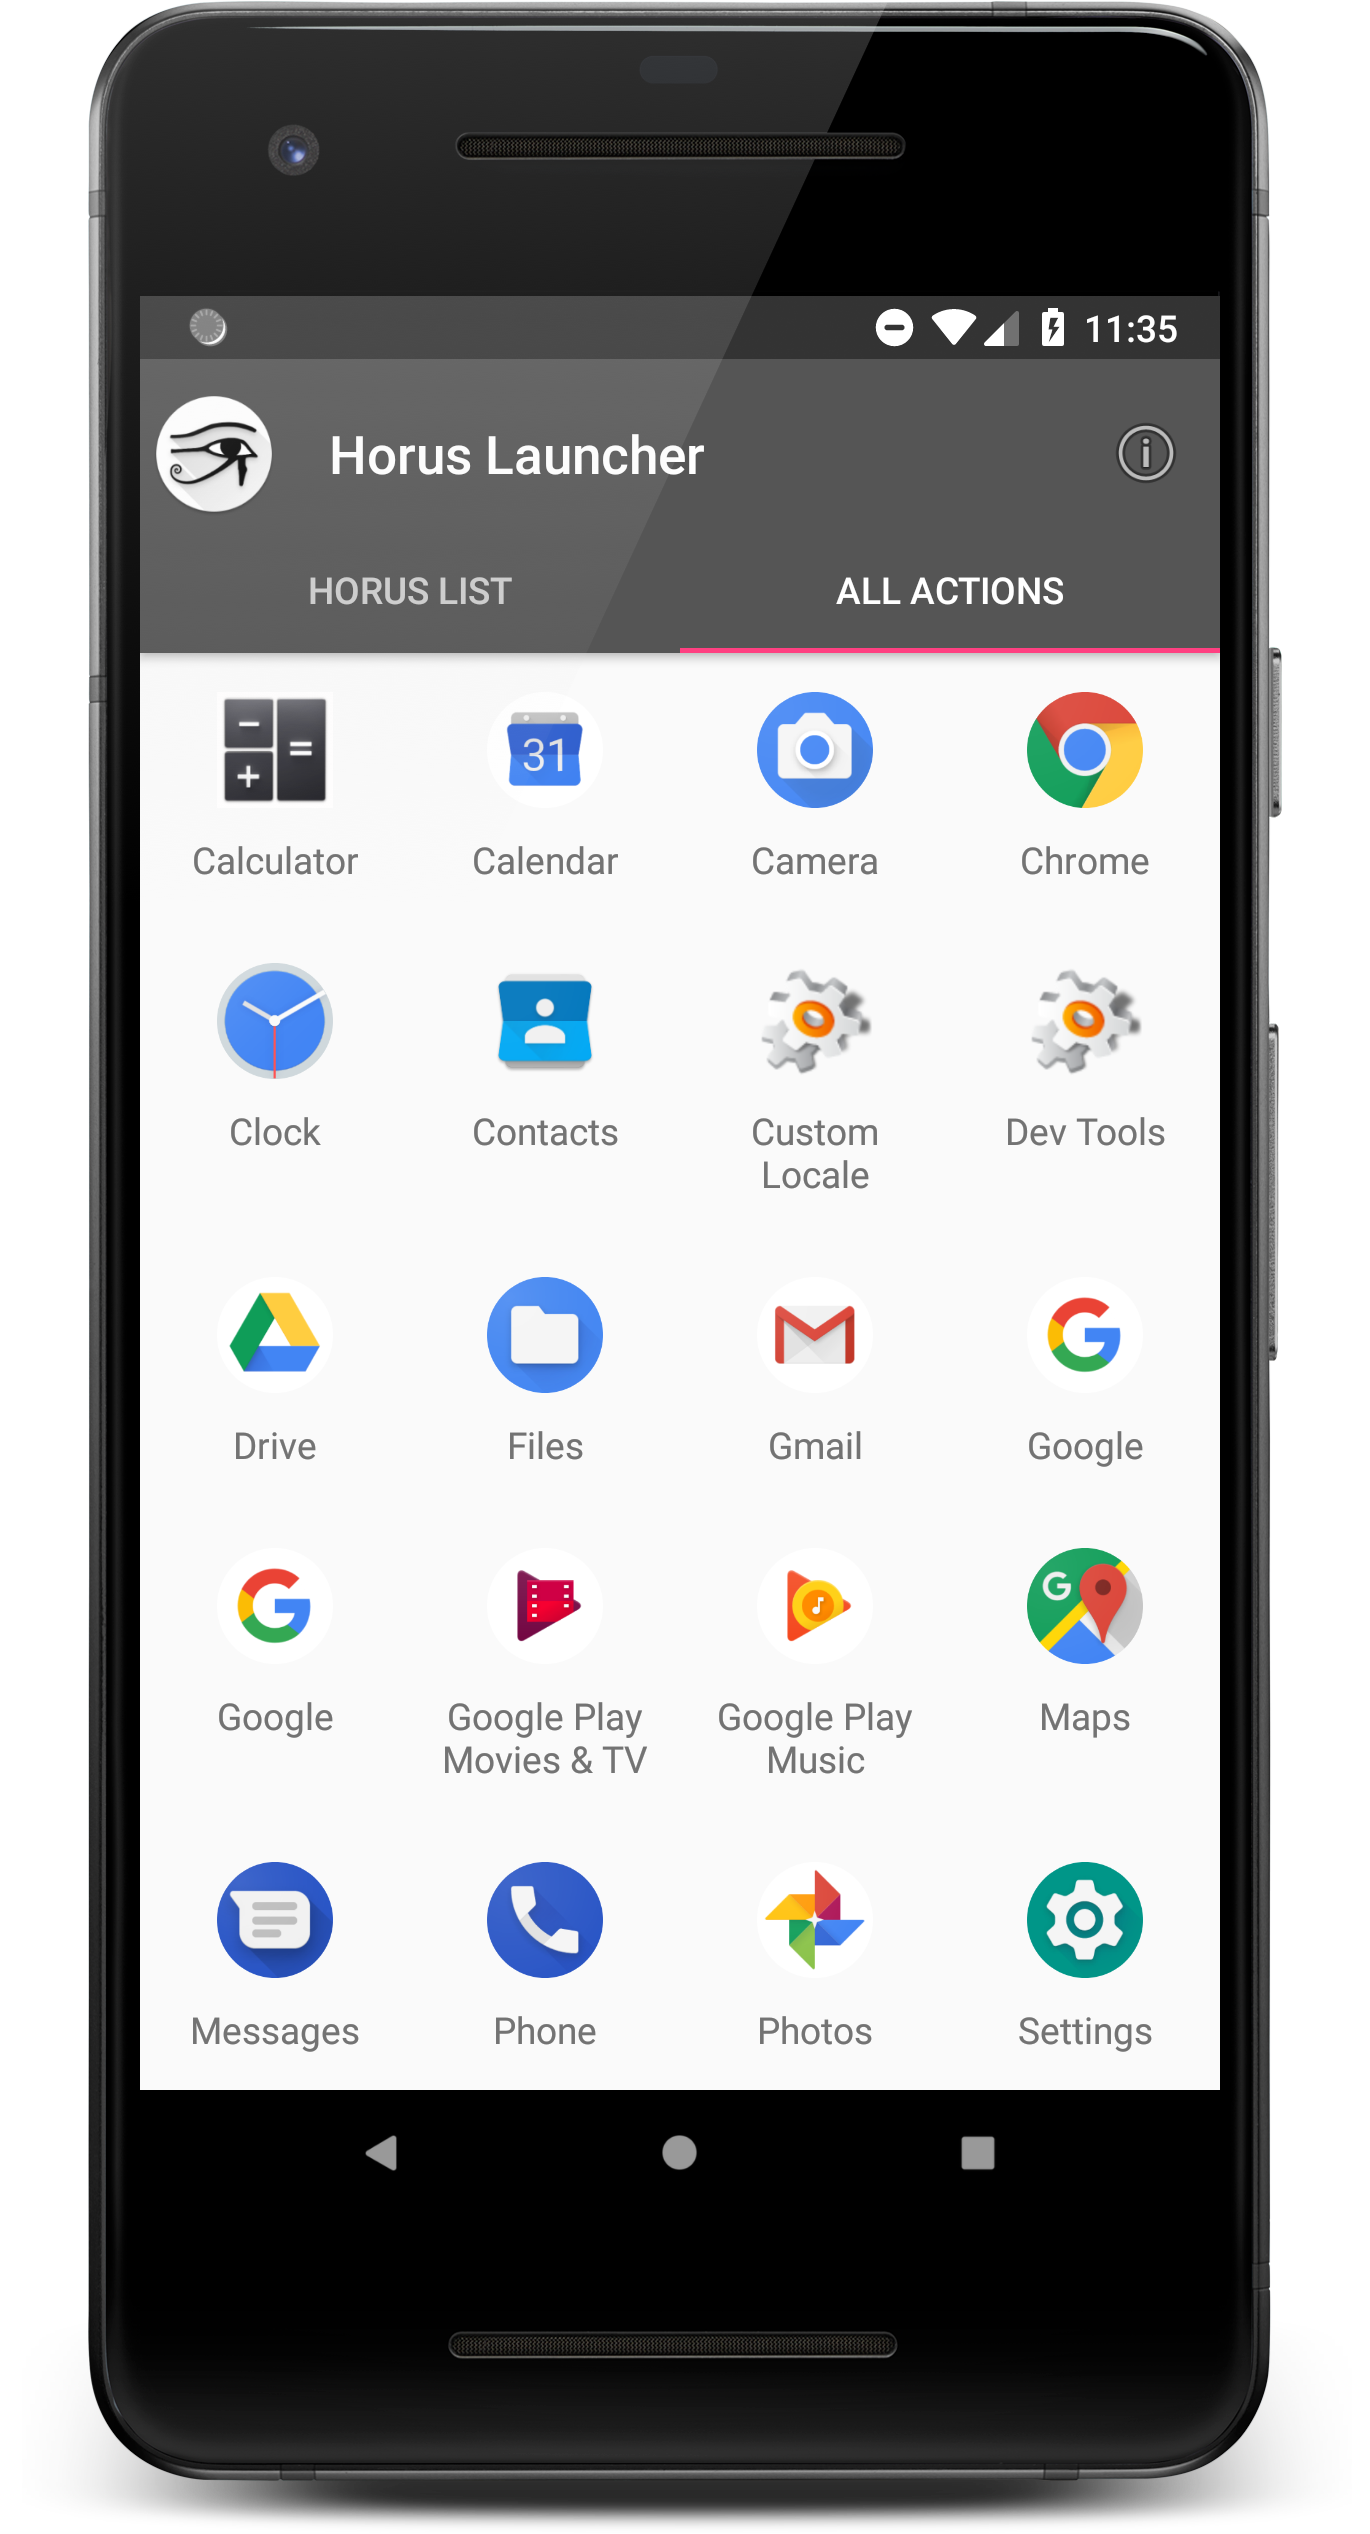 11:35
Horus Launcher
HORUS LIST
ALL ACTIONS
31
Calculator
Calendar
Camera
Chrome
Clock
Contacts
Custom
Locale
Dev Tools
Drive
Files
Gmail
Google
G
Google
Google Play
Movies & TV
Google Play
Music
Maps
Messages
Phone
Photos
Settings